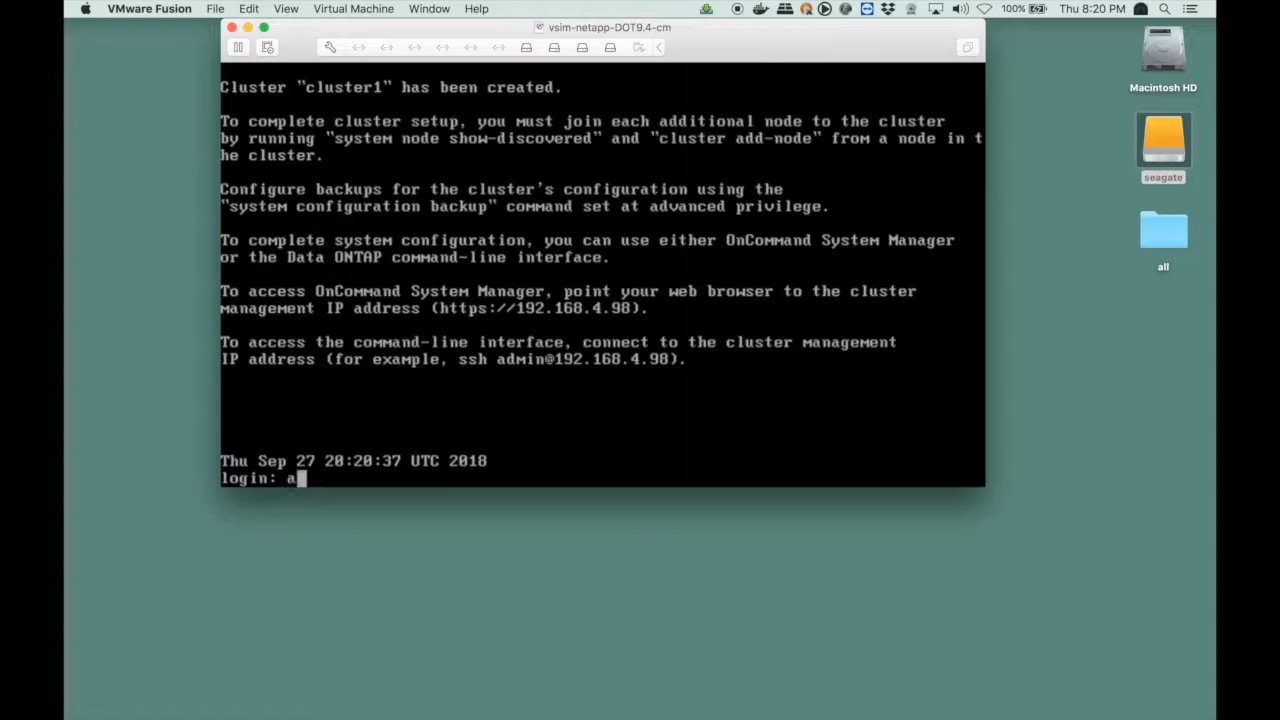 VMware Fusion File Edit View Virtual Machine Window Help 100% Thu 8:20 PM
vsim-netapp-DOT9.4-cm
Macintosh HD
seagate
all
Cluster "cluster1" has been created.
To complete cluster setup, you must join each additional node to the cluster
by running "system node show-discovered" and "cluster add-node" from a node in t
he cluster.
Configure backups for the cluster's configuration using the
"system configuration backup" command set at advanced privilege.
To complete system configuration, you can use either OnCommand System Manager
or the Data ONTAP command-line interface.
To access OnCommand System Manager, point your web browser to the cluster
management IP address (https://192.168.4.98).
To access the command-line interface, connect to the cluster management
IP address (for example, ssh admin@192.168.4.98).
Thu Sep 27 20:20:37 UTC 2018
login: a